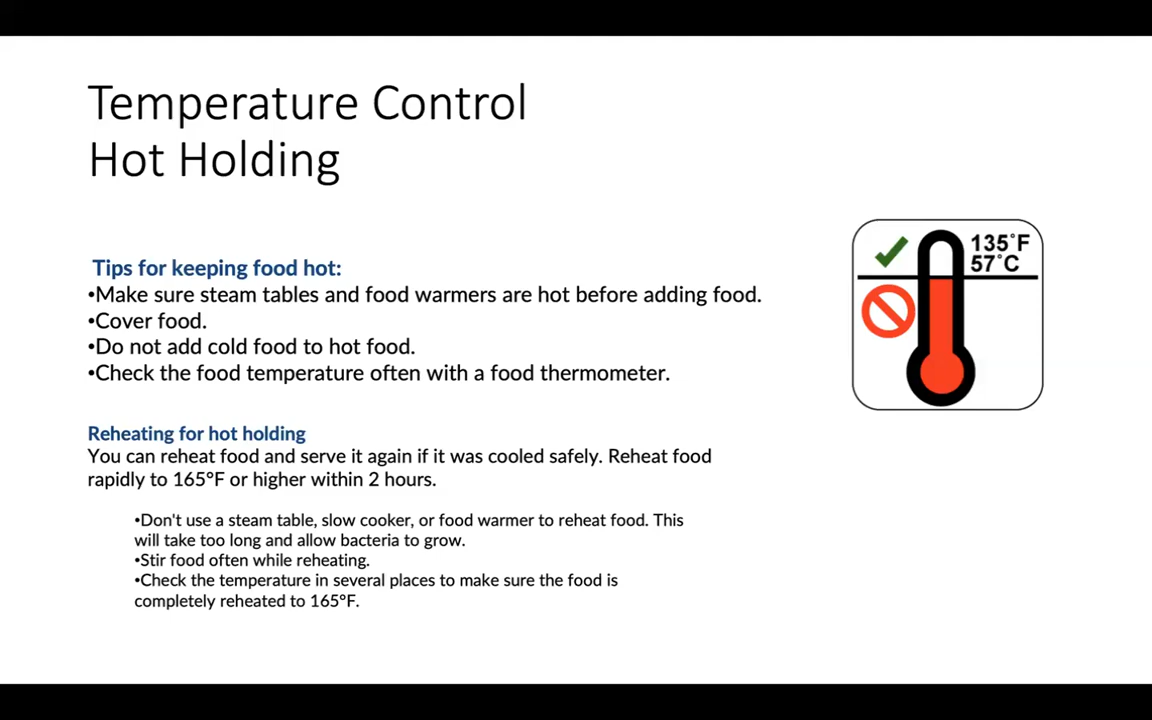 Temperature Control
Hot Holding
Tips for keeping food hot:
•Make sure steam tables and food warmers are hot before adding food.
•Cover food.
•Do not add cold food to hot food.
•Check the food temperature often with a food thermometer.
135°F
57°C
Reheating for hot holding
You can reheat food and serve it again if it was cooled safely. Reheat food
rapidly to 165°F or higher within 2 hours.
•Don't use a steam table, slow cooker, or food warmer to reheat food. This
will take too long and allow bacteria to grow.
•Stir food often while reheating.
•Check the temperature in several places to make sure the food is
completely reheated to 165°F.